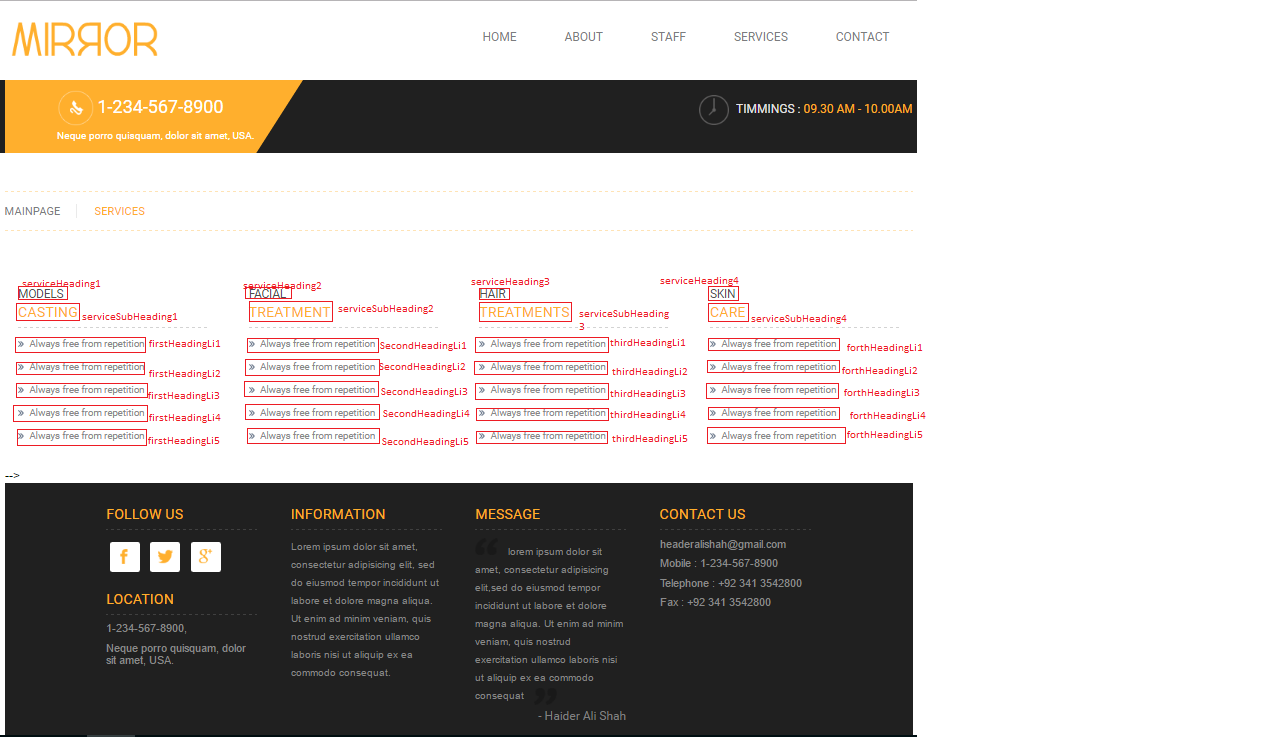 MIRROR
HOME ABOUT STAFF SERVICES CONTACT
1-234-567-8900
TIMMINGS : 09.30 AM - 10.00AM
Neque porro quisquam, dolor sit amet, USA.
MAINPAGE SERVICES
serviceHeading1 serviceHeading2 serviceHeading3 serviceHeading4
MODELS FACIAL HAIR SKIN
CASTING serviceSubHeading1 TREATMENT serviceSubHeading2 TREATMENTS serviceSubHeading3 CARE serviceSubHeading4
» Always free from repetition firstHeadingLi1 » Always free from repetition SecondHeadingLi1 » Always free from repetition thirdHeadingLi1 » Always free from repetition forthHeadingLi1
» Always free from repetition firstHeadingLi2 » Always free from repetition SecondHeadingLi2 » Always free from repetition thirdHeadingLi2 » Always free from repetition forthHeadingLi2
» Always free from repetition firstHeadingLi3 » Always free from repetition SecondHeadingLi3 » Always free from repetition thirdHeadingLi3 » Always free from repetition forthHeadingLi3
» Always free from repetition firstHeadingLi4 » Always free from repetition SecondHeadingLi4 » Always free from repetition thirdHeadingLi4 » Always free from repetition forthHeadingLi4
» Always free from repetition firstHeadingLi5 » Always free from repetition SecondHeadingLi5 » Always free from repetition thirdHeadingLi5 » Always free from repetition forthHeadingLi5
-->
FOLLOW US
f g+
LOCATION
1-234-567-8900,
Neque porro quisquam, dolor
sit amet, USA.
INFORMATION
Lorem ipsum dolor sit amet,
consectetur adipisicing elit, sed
do eiusmod tempor incididunt ut
labore et dolore magna aliqua.
Ut enim ad minim veniam, quis
nostrud exercitation ullamco
laboris nisi ut aliquip ex ea
commodo consequat.
MESSAGE
“ lorem ipsum dolor sit
amet, consectetur adipisicing
elit,sed do eiusmod tempor
incididunt ut labore et dolore
magna aliqua. Ut enim ad minim
veniam, quis nostrud
exercitation ullamco laboris nisi
ut aliquip ex ea commodo
consequat ”
- Haider Ali Shah
CONTACT US
headeralishah@gmail.com
Mobile : 1-234-567-8900
Telephone : +92 341 3542800
Fax : +92 341 3542800